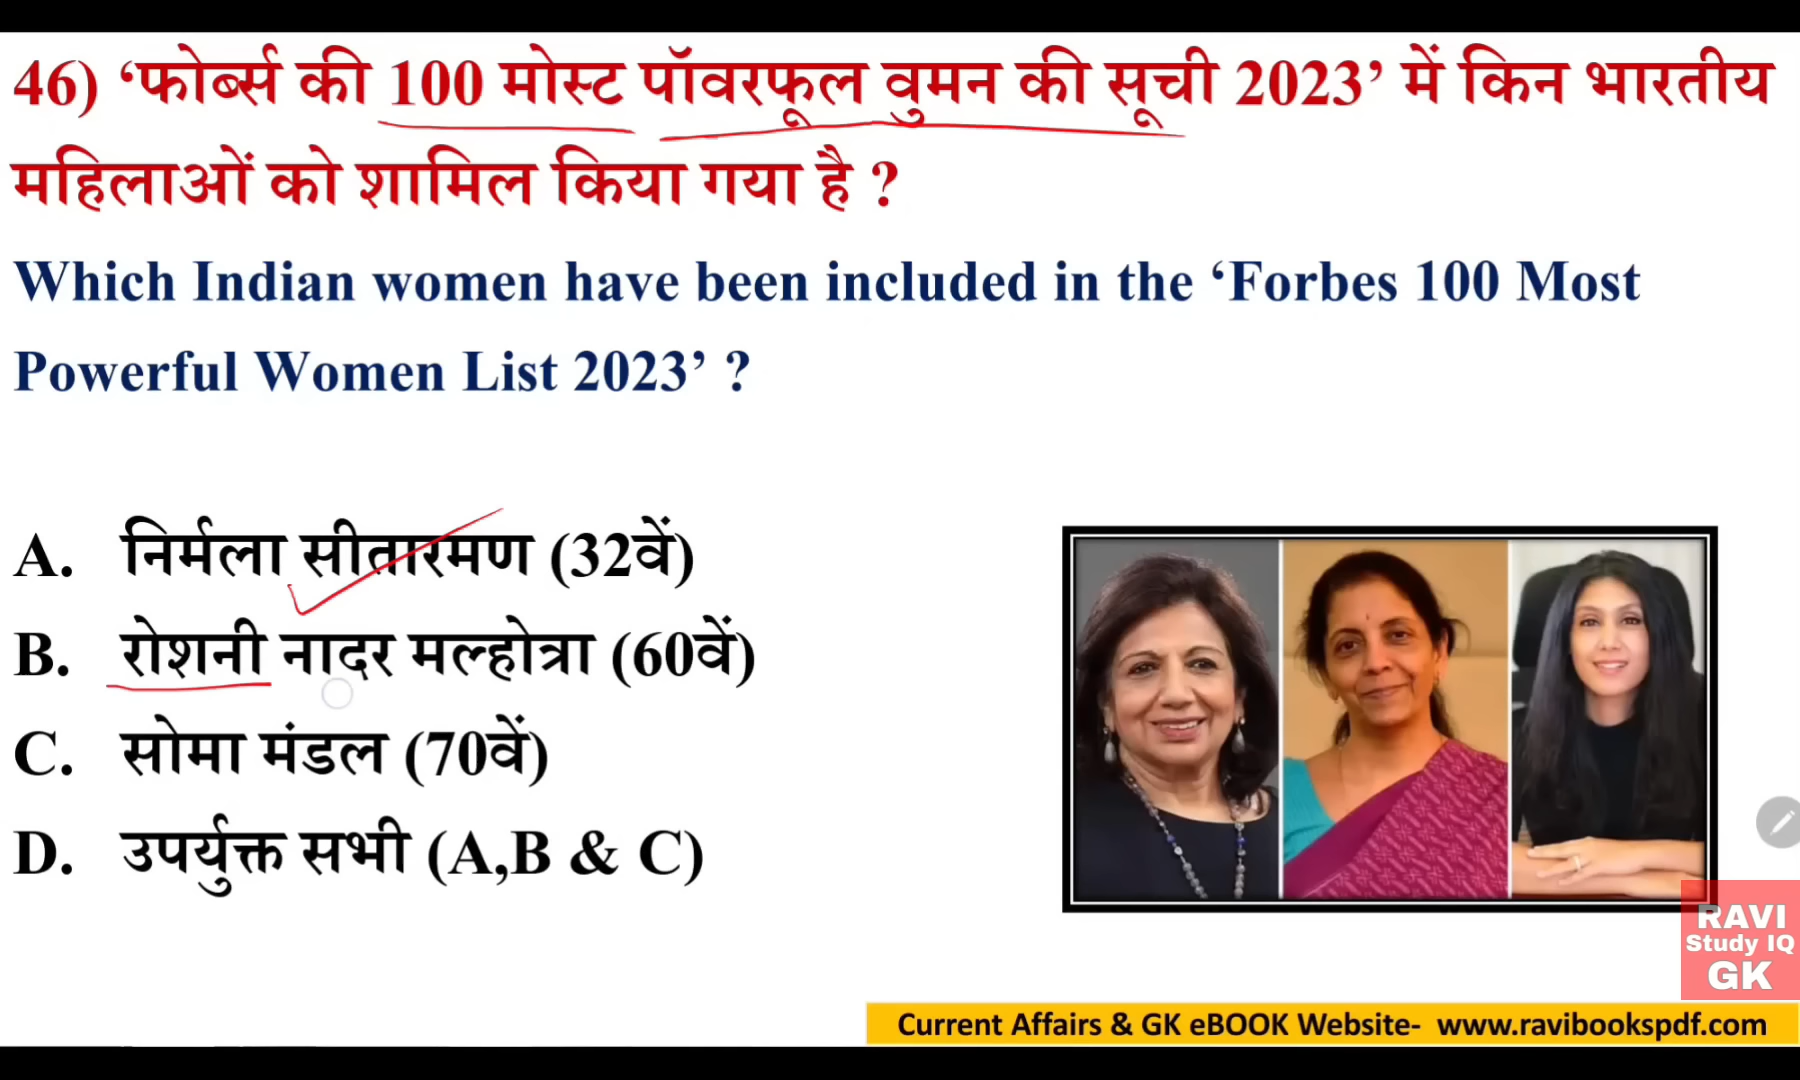 46) ‘फोर्ब्स की 100 मोस्ट पॉवरफूल वुमन की सूची 2023’ में किन भारतीय
महिलाओं को शामिल किया गया है ?
Which Indian women have been included in the ‘Forbes 100 Most
Powerful Women List 2023’ ?
A. निर्मला सीतारमण (32वें)
B. रोशनी नादर मल्होत्रा (60वें)
C. सोमा मंडल (70वें)
D. उपर्युक्त सभी (A,B & C)
RAVI
Study IQ
GK
Current Affairs & GK eBOOK Website- www.ravibookspdf.com